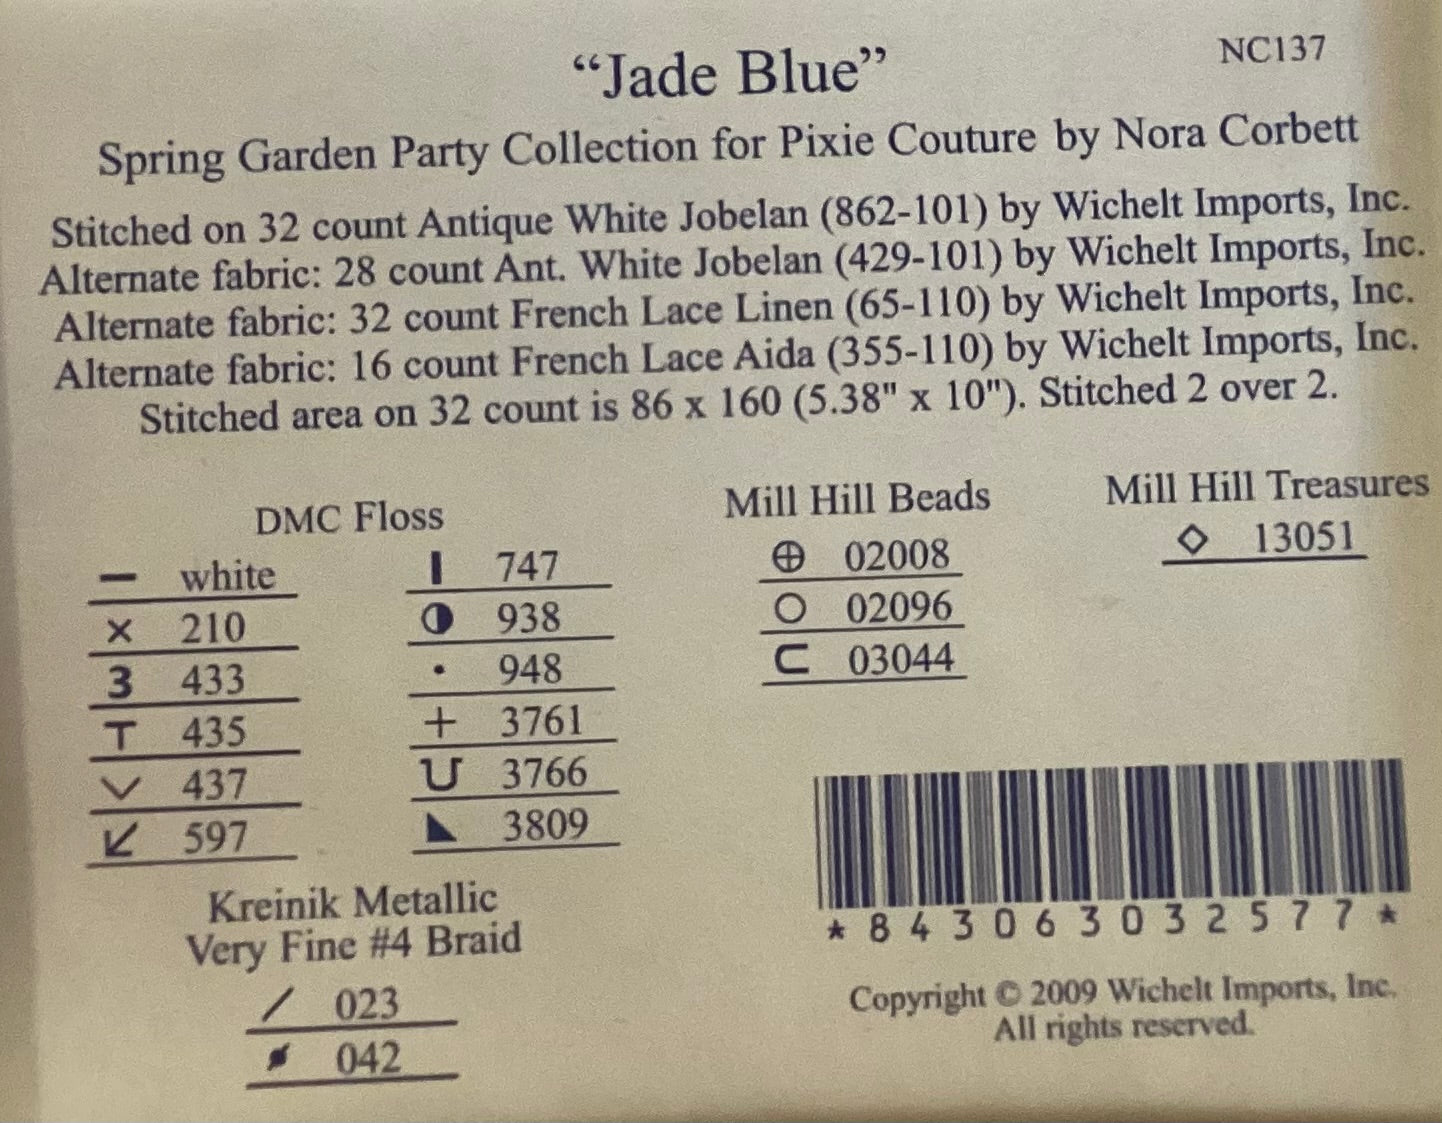 “Jade Blue”
NC137
Spring Garden Party Collection for Pixie Couture by Nora Corbett
Stitched on 32 count Antique White Jobelan (862-101) by Wichelt Imports, Inc.
Alternate fabric: 28 count Ant. White Jobelan (429-101) by Wichelt Imports, Inc.
Alternate fabric: 32 count French Lace Linen (65-110) by Wichelt Imports, Inc.
Alternate fabric: 16 count French Lace Aida (355-110) by Wichelt Imports, Inc.
Stitched area on 32 count is 86 x 160 (5.38" x 10"). Stitched 2 over 2.
DMC Floss
white
210
433
435
437
597
747
938
948
3761
3766
3809
Kreinik Metallic
Very Fine #4 Braid
023
042
Mill Hill Beads
02008
02096
03044
Mill Hill Treasures
13051
*843063032577*
Copyright © 2009 Wichelt Imports, Inc.
All rights reserved.